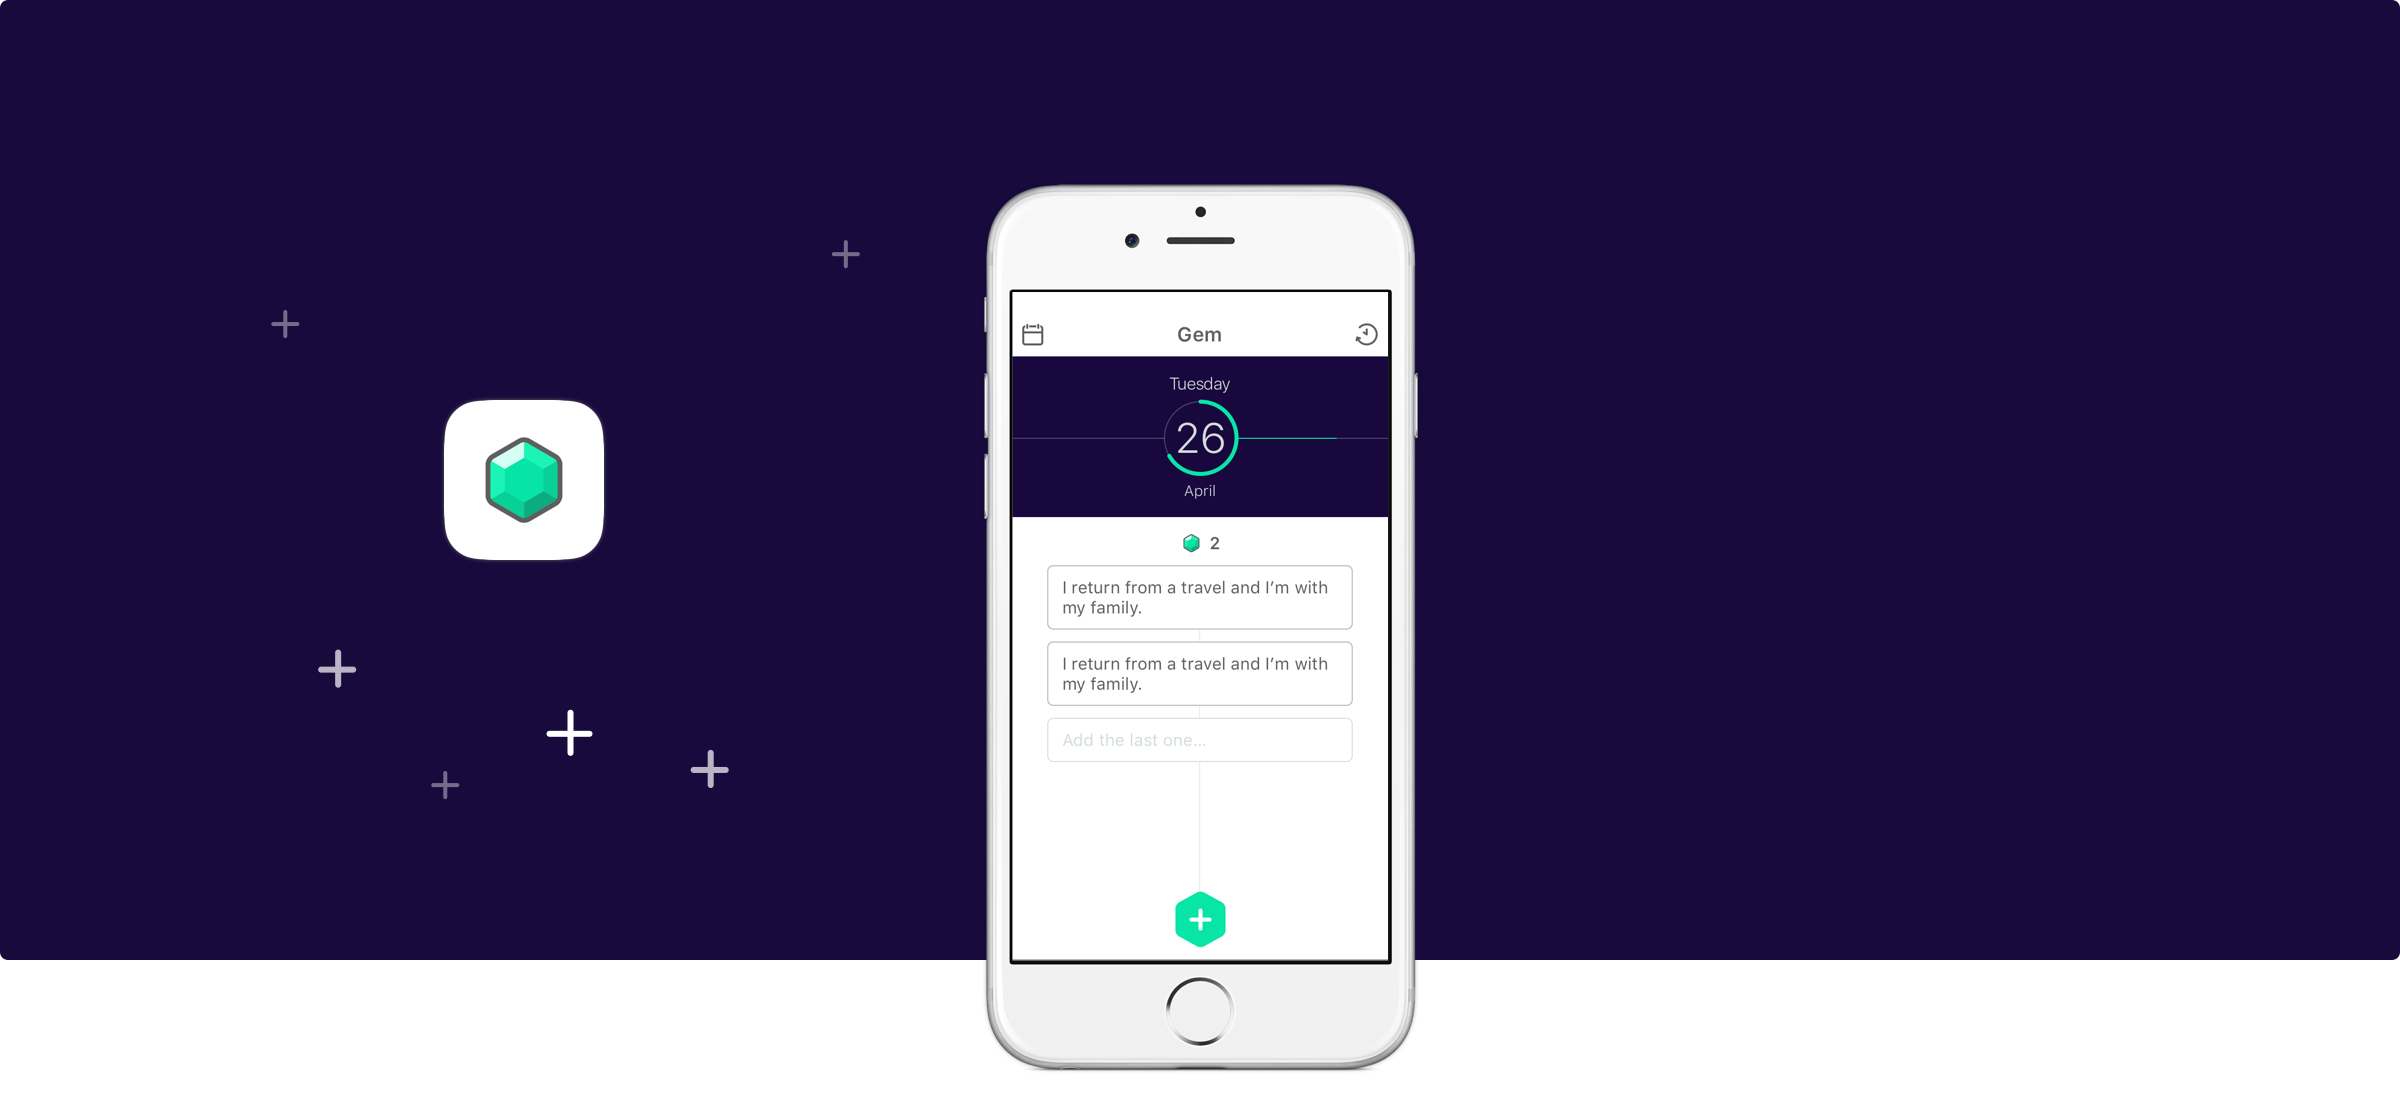 Gem
Tuesday
26
April
2
I return from a travel and I’m with
my family.
I return from a travel and I’m with
my family.
Add the last one...